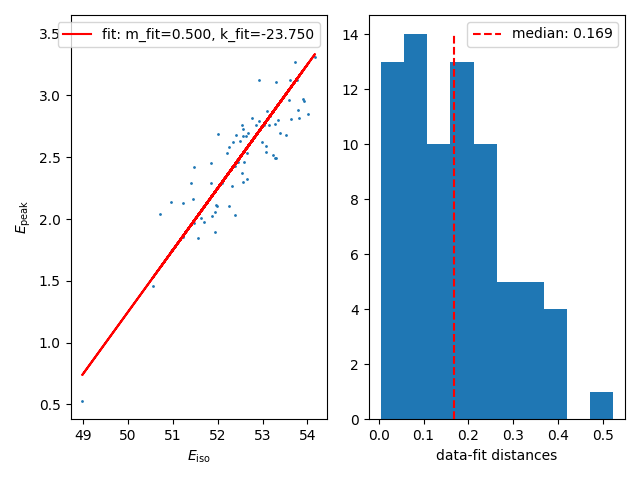 fit: m_fit=0.500, k_fit=-23.750
3.5
3.0
2.5
2.0
1.5
1.0
0.5
E_peak
49 50 51 52 53 54
E_iso
median: 0.169
14
12
10
8
6
4
2
0
0.0 0.1 0.2 0.3 0.4 0.5
data-fit distances